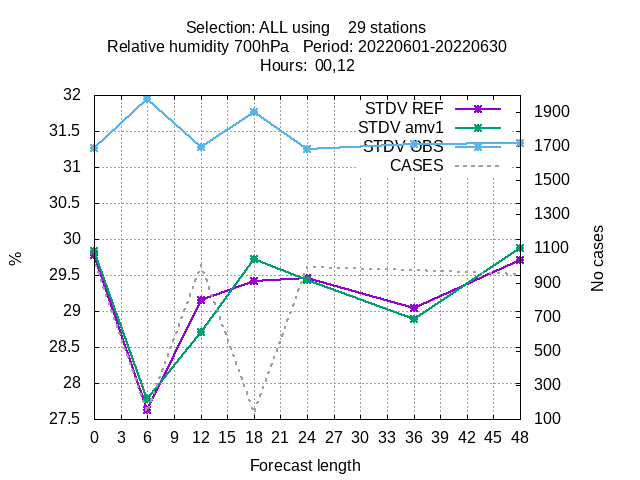 Selection: ALL using 29 stations
Relative humidity 700hPa Period: 20220601-20220630
Hours: 00,12
32
31.5
31
30.5
30
29.5
29
28.5
28
27.5
%
STDV REF
STDV amv1
STDV OBS
CASES
1900
1700
1500
1300
1100
900
700
500
300
100
No cases
0 3 6 9 12 15 18 21 24 27 30 33 36 39 42 45 48
Forecast length